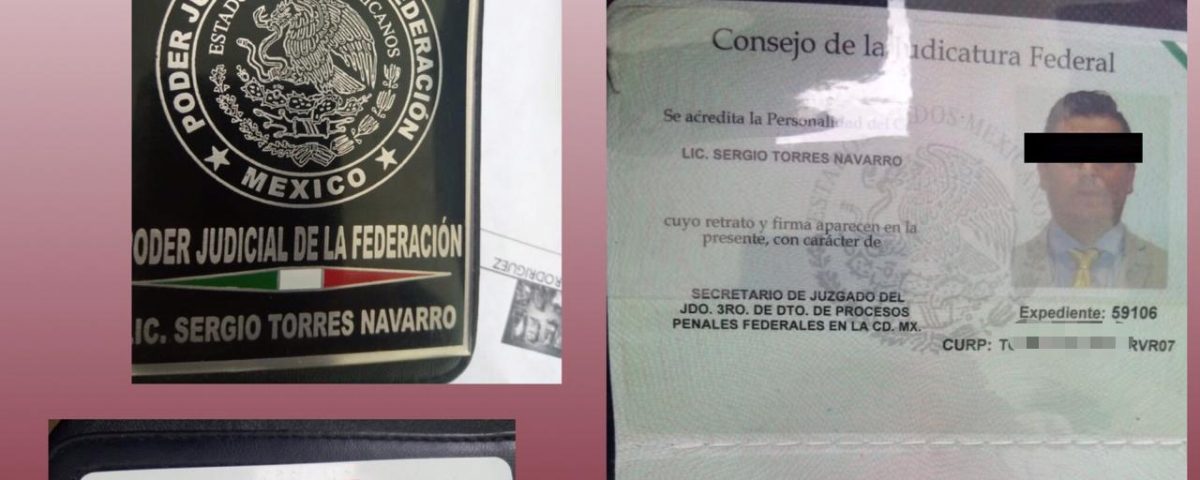 PODER JU
FEDERACIÓN
ESTADOS
ICANOS
MEXICO
PODER JUDICIAL DE LA FEDERACIÓN
LIC. SERGIO TORRES NAVARRO
RODRIGUEZ
Consejo de la Judicatura Federal
Se acredita la Personalidad del C.
LIC. SERGIO TORRES NAVARRO
cuyo retrato y firma aparecen en la
presente, con carácter de
SECRETARIO DE JUZGADO DEL
JDO. 3RO. DE DTO. DE PROCESOS
PENALES FEDERALES EN LA CD. MX.
Expediente: 59106
CURP: T RVR07